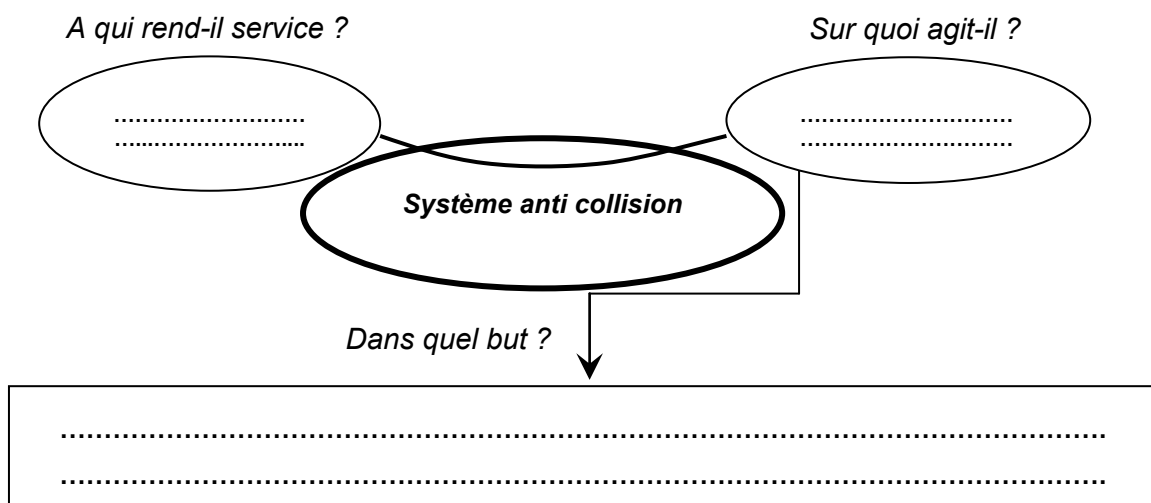 A qui rend-il service ?
Sur quoi agit-il ?
...........................
...........................
...........................
...........................
Système anti collision
Dans quel but ?
........................................................................................................................
........................................................................................................................